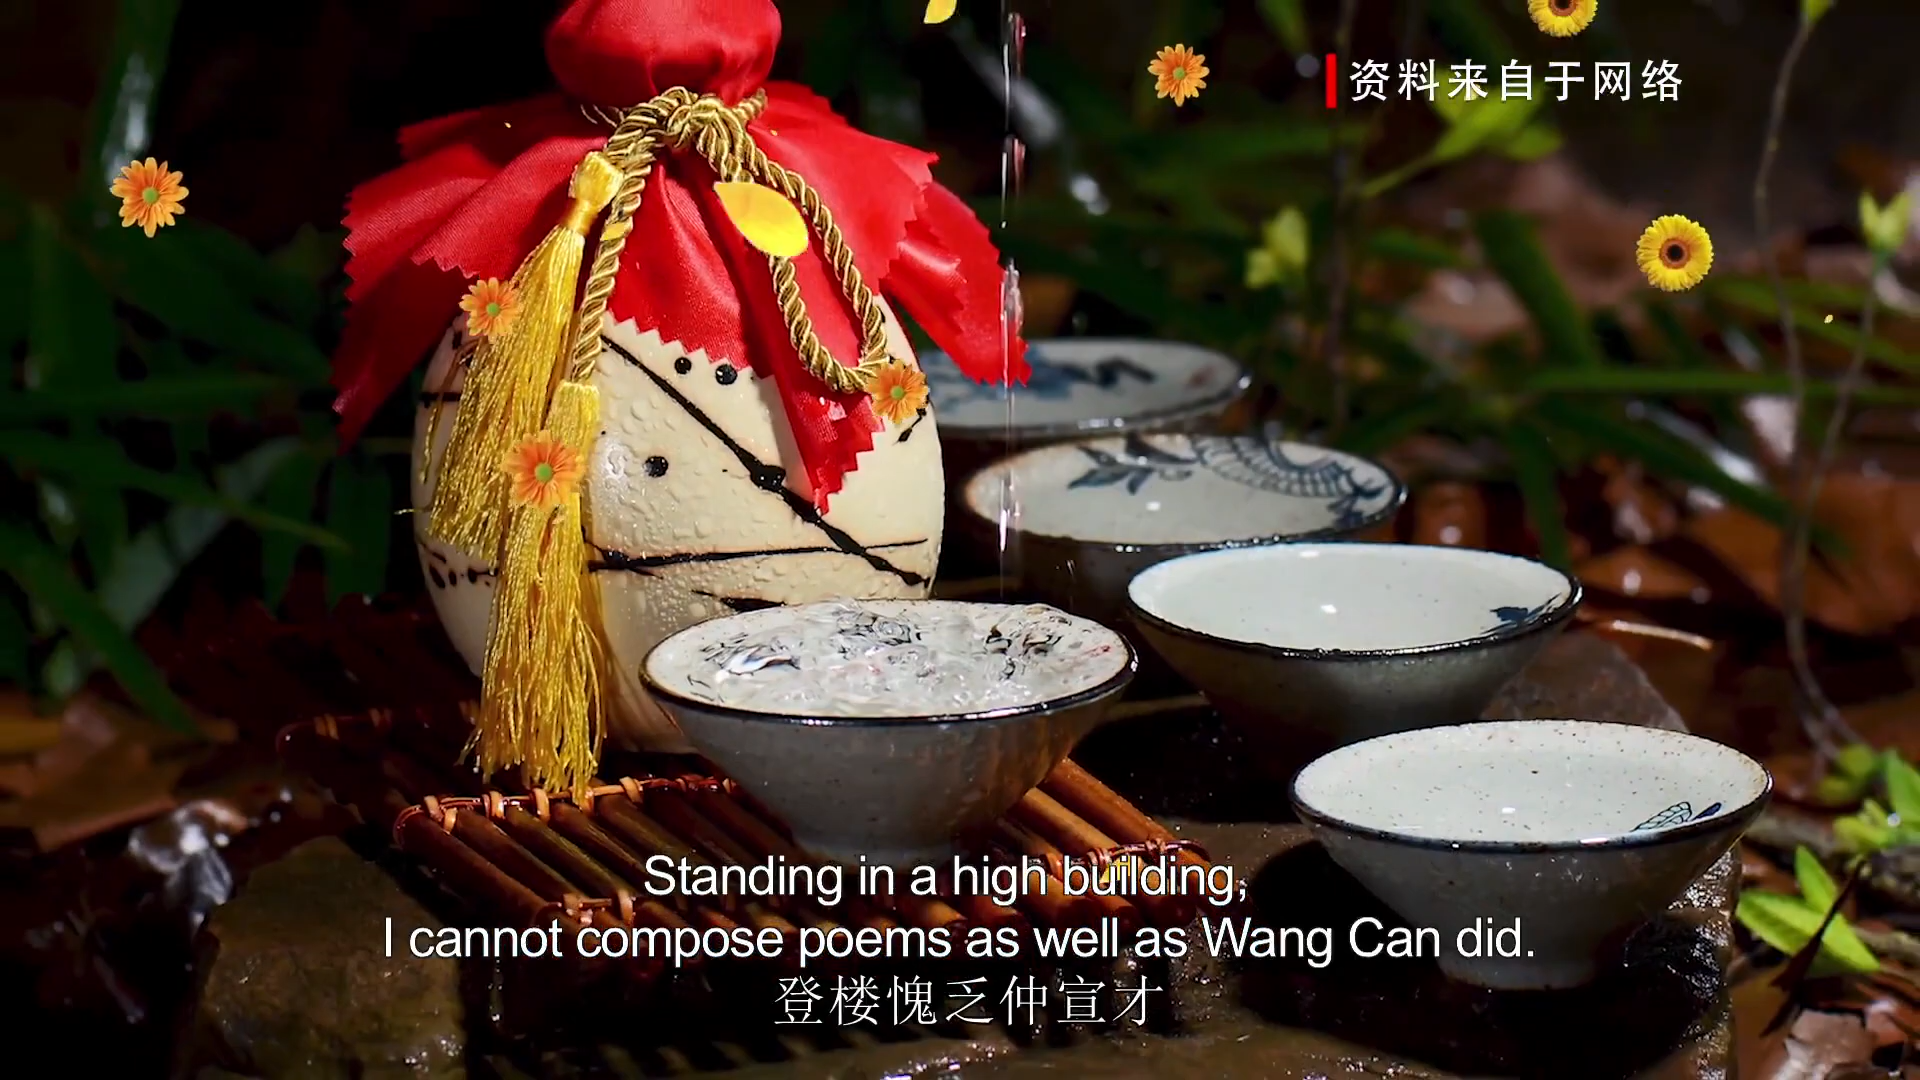 资料来自于网络
Standing in a high building,
I cannot compose poems as well as Wang Can did.
登楼愧乏仲宣才